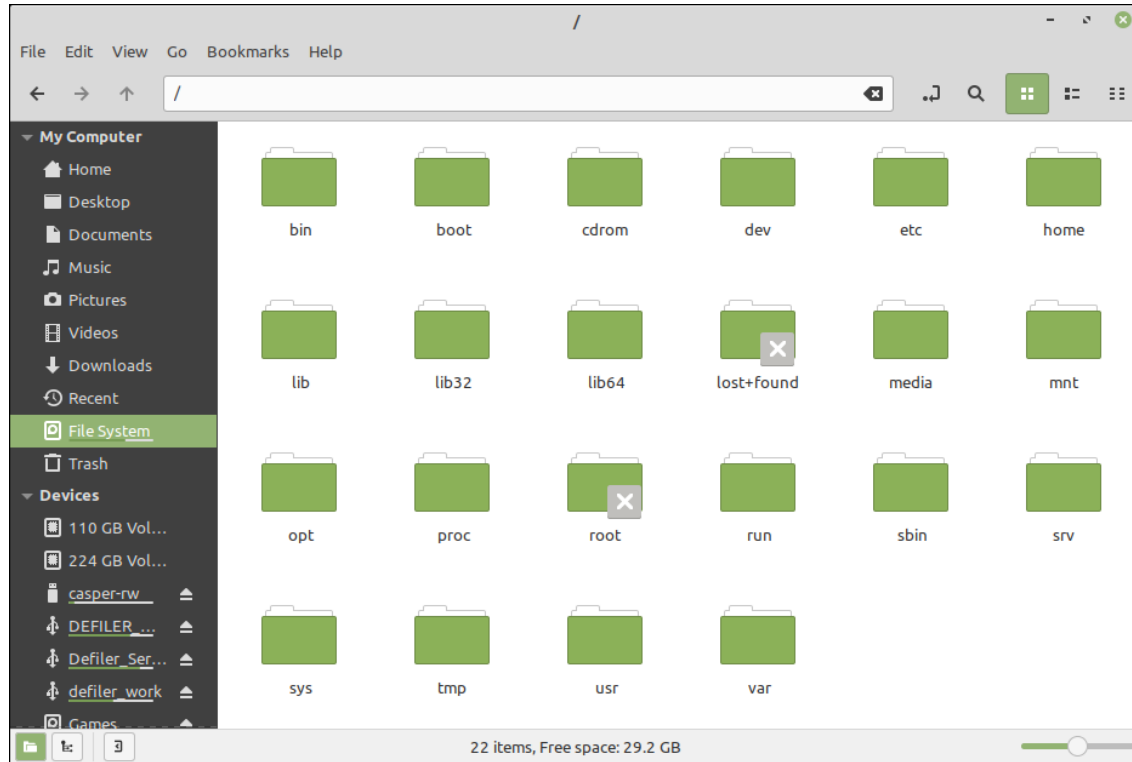 /
File Edit View Go Bookmarks Help
/
My Computer
Home
Desktop
Documents
Music
Pictures
Videos
Downloads
Recent
File System
Trash
Devices
110 GB Vol...
224 GB Vol...
casper-rw
DEFILER_...
Defiler_Ser...
defiler_work
Games
bin boot cdrom dev etc home
lib lib32 lib64 lost+found media mnt
opt proc root run sbin srv
sys tmp usr var
22 items, Free space: 29.2 GB